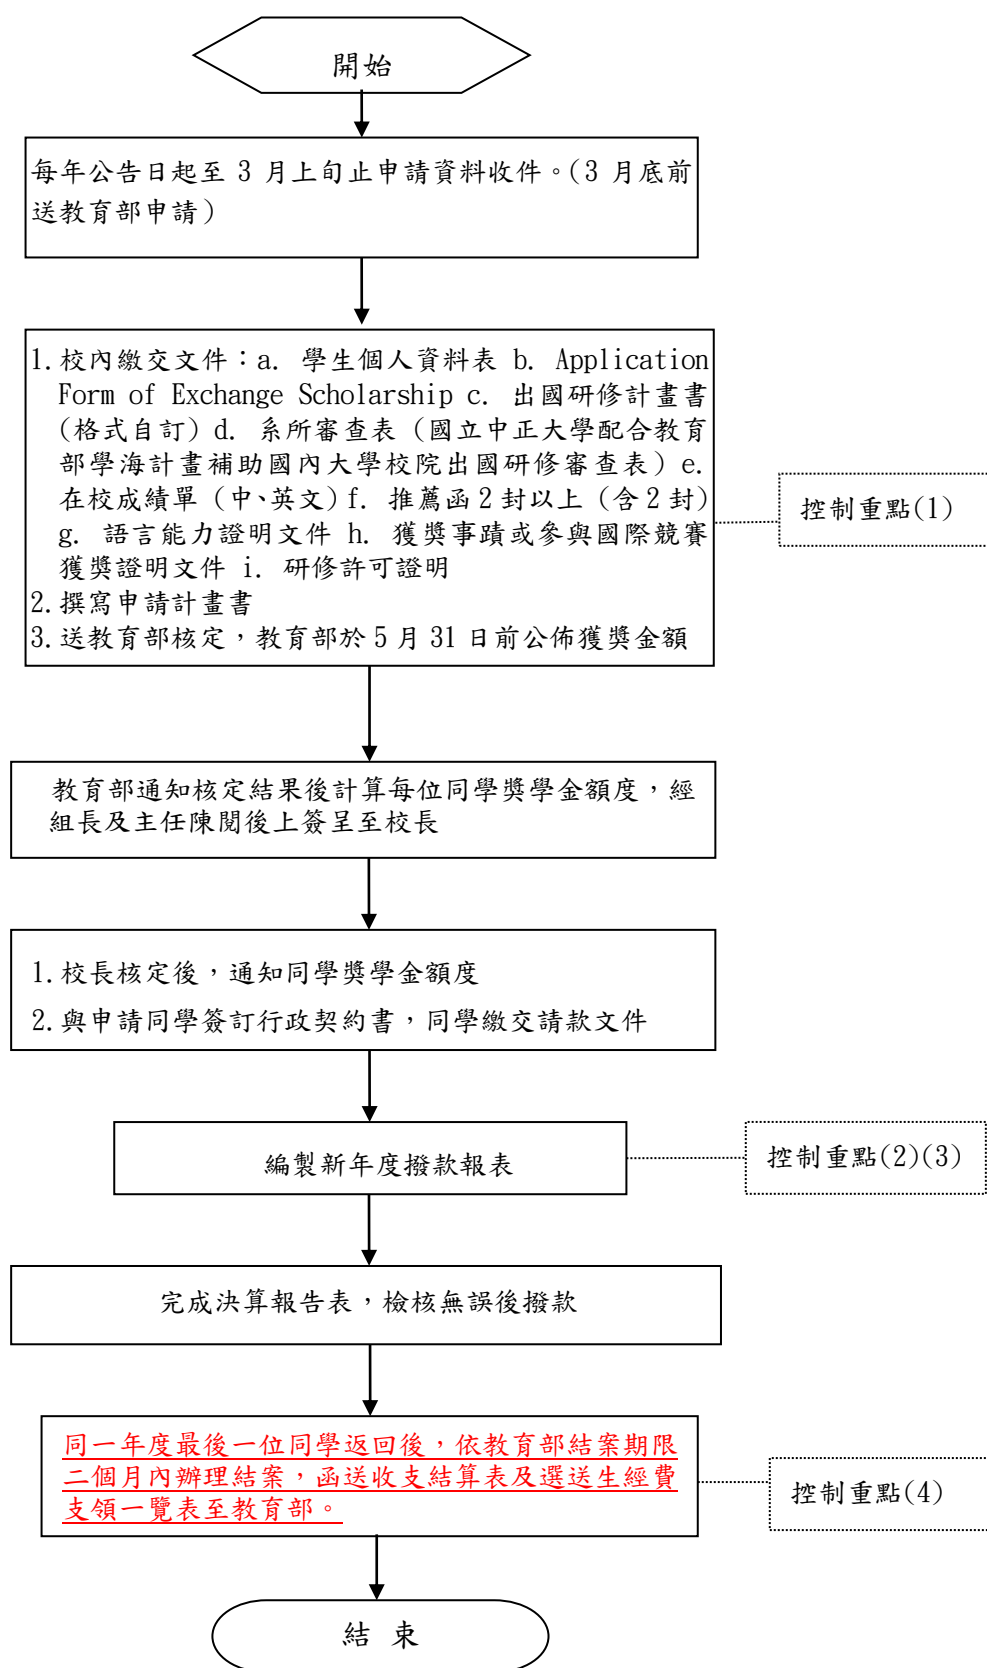 開始
每年公告日起至 3 月上旬止申請資料收件。(3 月底前
送教育部申請)
1.校內繳交文件：a. 學生個人資料表 b. Application
Form of Exchange Scholarship c. 出國研修計畫書
(格式自訂) d. 系所審查表 (國立中正大學配合教育
部學海計畫補助國內大學校院出國研修審查表) e.
在校成績單 (中、英文) f. 推薦函 2 封以上 (含 2 封)
g. 語言能力證明文件 h. 獲獎事蹟或參與國際競賽
獲獎證明文件 i. 研修許可證明
2.撰寫申請計畫書
3.送教育部核定，教育部於 5 月 31 日前公佈獲獎金額
控制重點(1)
教育部通知核定結果後計算每位同學獎學金額度，經
組長及主任陳閱後上簽呈至校長
1.校長核定後，通知同學獎學金額度
2.與申請同學簽訂行政契約書，同學繳交請款文件
編製新年度撥款報表
控制重點(2)(3)
完成決算報告表，檢核無誤後撥款
同一年度最後一位同學返回後，依教育部結案期限
二個月內辦理結案，函送收支結算表及選送生經費
支領一覽表至教育部。
控制重點(4)
結 束